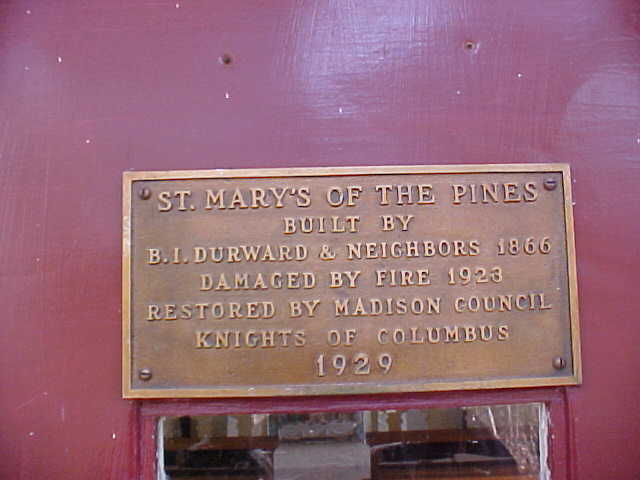 ST. MARY'S OF THE PINES
BUILT BY
B.I. DURWARD & NEIGHBORS 1866
DAMAGED BY FIRE 1923
RESTORED BY MADISON COUNCIL
KNIGHTS OF COLUMBUS
1929